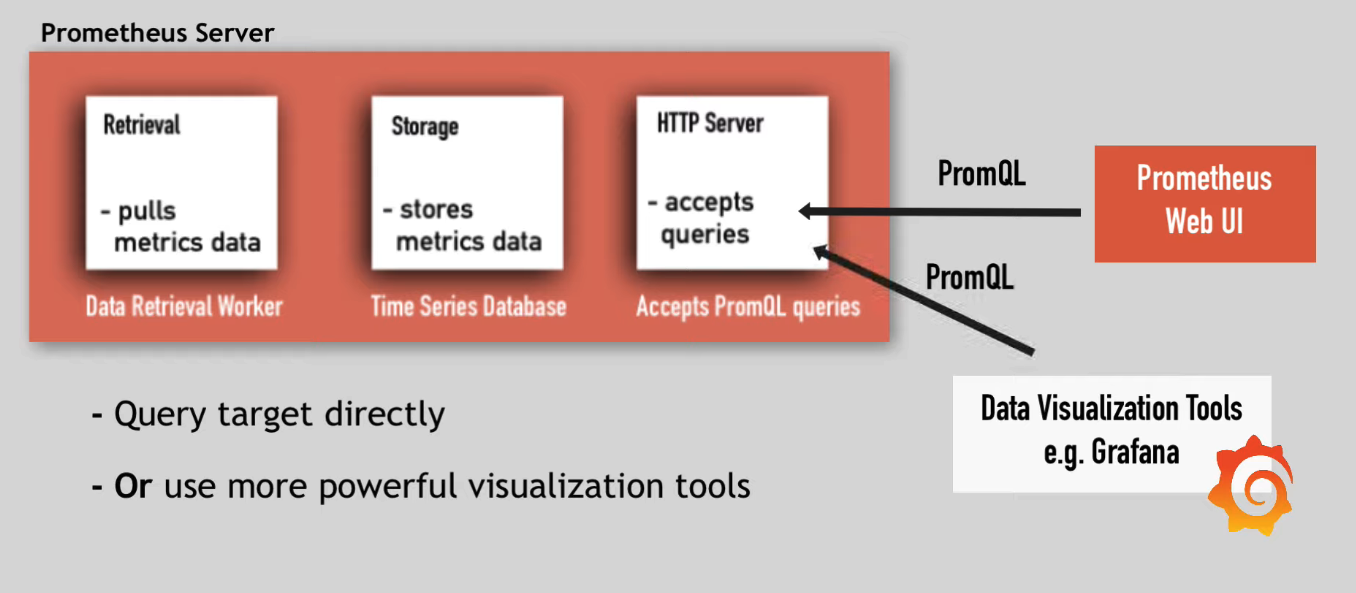 Prometheus Server
Retrieval
- pulls
metrics data
Data Retrieval Worker
Storage
- stores
metrics data
Time Series Database
HTTP Server
- accepts
queries
Accepts PromQL queries
PromQL
Prometheus
Web UI
PromQL
Data Visualization Tools
e.g. Grafana
- Query target directly
- Or use more powerful visualization tools